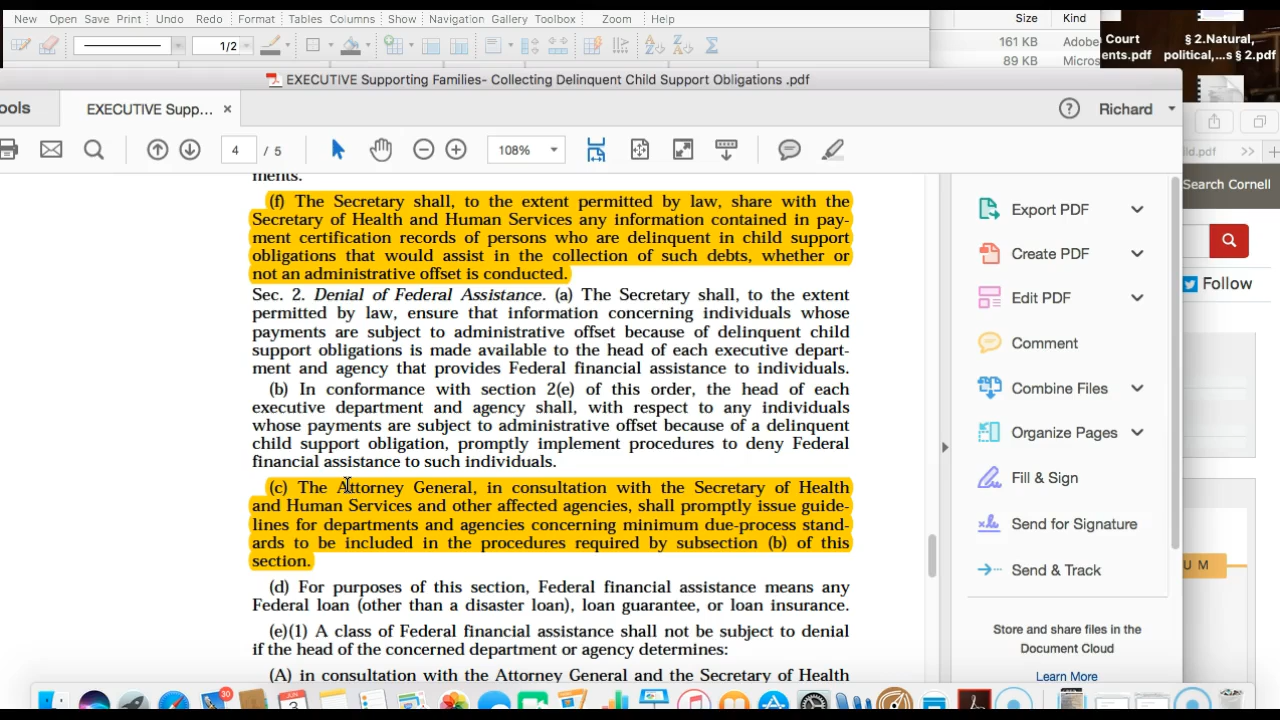 New Open Save Print Undo Redo Format Tables Columns Show Navigation Gallery Toolbox Zoom Help
Size Kind
1/2
161 KB Adobe
89 KB Micros
Court
§ 2.Natural,
political,...s § 2.pdf
EXECUTIVE Supporting Families- Collecting Delinquent Child Support Obligations .pdf
ools
EXECUTIVE Supp... ×
? Richard
4 / 5
108%
ld.pdf >> +
Search Cornell
Follow
U M
ments.
(f) The Secretary shall, to the extent permitted by law, share with the
Secretary of Health and Human Services any information contained in pay-
ment certification records of persons who are delinquent in child support
obligations that would assist in the collection of such debts, whether or
not an administrative offset is conducted.
Sec. 2. Denial of Federal Assistance. (a) The Secretary shall, to the extent
permitted by law, ensure that information concerning individuals whose
payments are subject to administrative offset because of delinquent child
support obligations is made available to the head of each executive depart-
ment and agency that provides Federal financial assistance to individuals.
(b) In conformance with section 2(e) of this order, the head of each
executive department and agency shall, with respect to any individuals
whose payments are subject to administrative offset because of a delinquent
child support obligation, promptly implement procedures to deny Federal
financial assistance to such individuals.
(c) The Attorney General, in consultation with the Secretary of Health
and Human Services and other affected agencies, shall promptly issue guide-
lines for departments and agencies concerning minimum due-process stand-
ards to be included in the procedures required by subsection (b) of this
section.
(d) For purposes of this section, Federal financial assistance means any
Federal loan (other than a disaster loan), loan guarantee, or loan insurance.
(e)(1) A class of Federal financial assistance shall not be subject to denial
if the head of the concerned department or agency determines:
(A) in consultation with the Attorney General and the Secretary of Health
Export PDF
Create PDF
Edit PDF
Comment
Combine Files
Organize Pages
Fill & Sign
Send for Signature
Send & Track
Store and share files in the
Document Cloud
Learn More
30
JUN
3